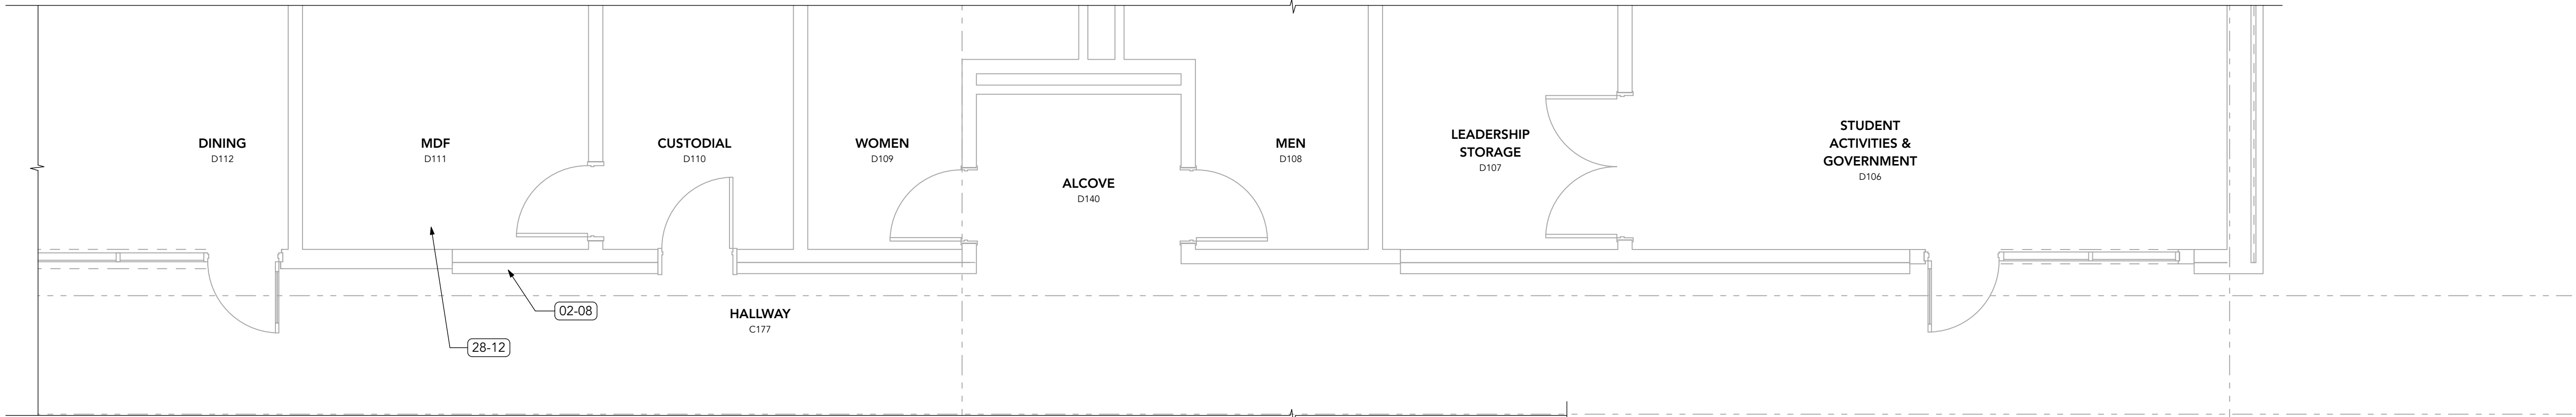 DINING
D112
MDF
D111
CUSTODIAL
D110
WOMEN
D109
ALCOVE
D140
MEN
D108
LEADERSHIP
STORAGE
D107
STUDENT
ACTIVITIES &
GOVERNMENT
D106
02-08
HALLWAY
C177
28-12